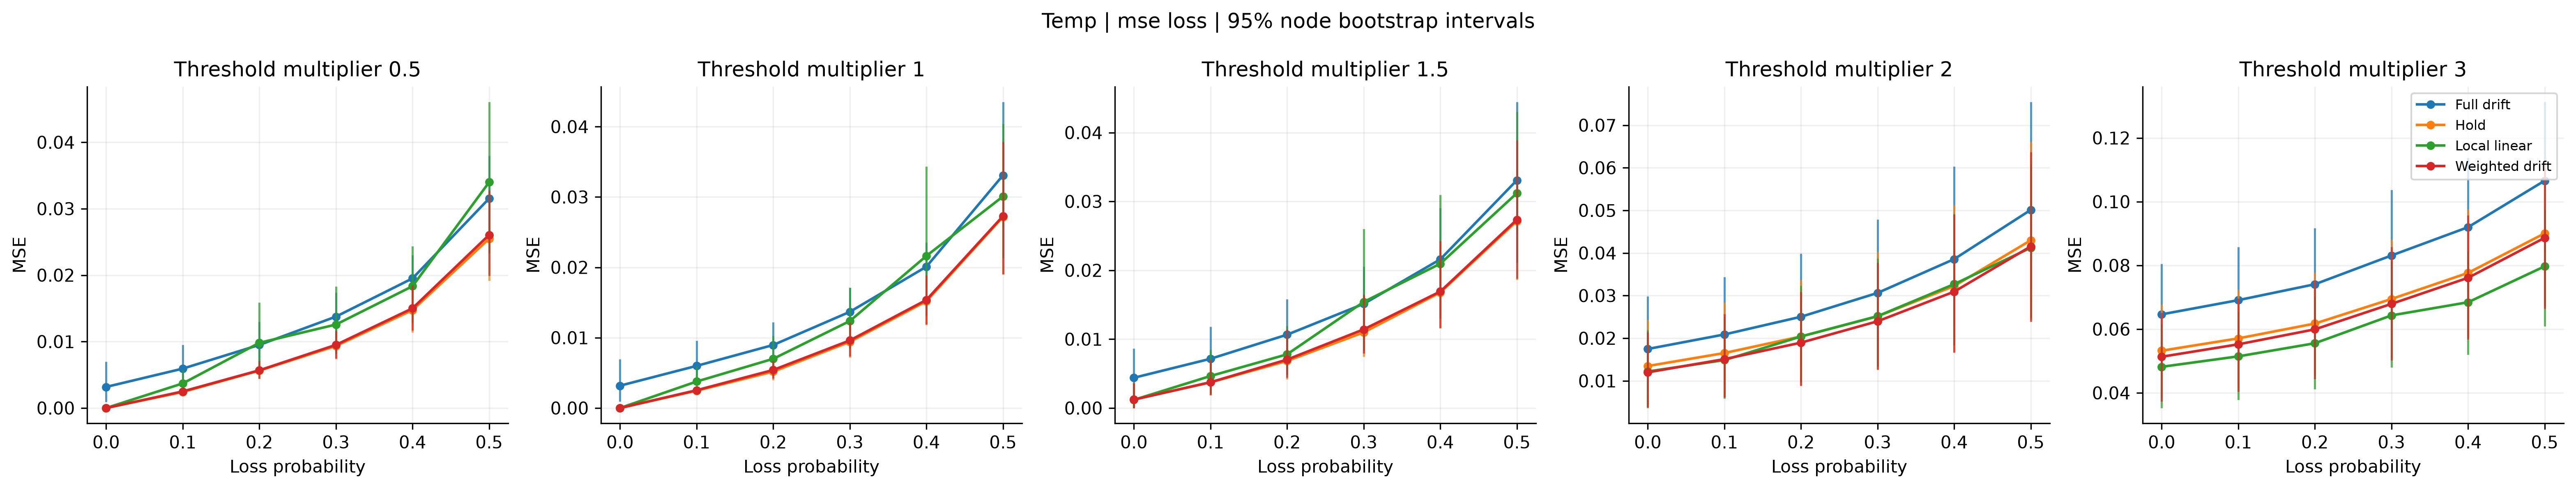 Temp | mse loss | 95% node bootstrap intervals
Threshold multiplier 0.5
MSE
0.04
0.03
0.02
0.01
0.00
0.0 0.1 0.2 0.3 0.4 0.5
Loss probability
Threshold multiplier 1
MSE
0.04
0.03
0.02
0.01
0.00
0.0 0.1 0.2 0.3 0.4 0.5
Loss probability
Threshold multiplier 1.5
MSE
0.04
0.03
0.02
0.01
0.00
0.0 0.1 0.2 0.3 0.4 0.5
Loss probability
Threshold multiplier 2
MSE
0.07
0.06
0.05
0.04
0.03
0.02
0.01
0.0 0.1 0.2 0.3 0.4 0.5
Loss probability
Threshold multiplier 3
MSE
0.12
0.10
0.08
0.06
0.04
0.0 0.1 0.2 0.3 0.4 0.5
Loss probability
Full drift
Hold
Local linear
Weighted drift